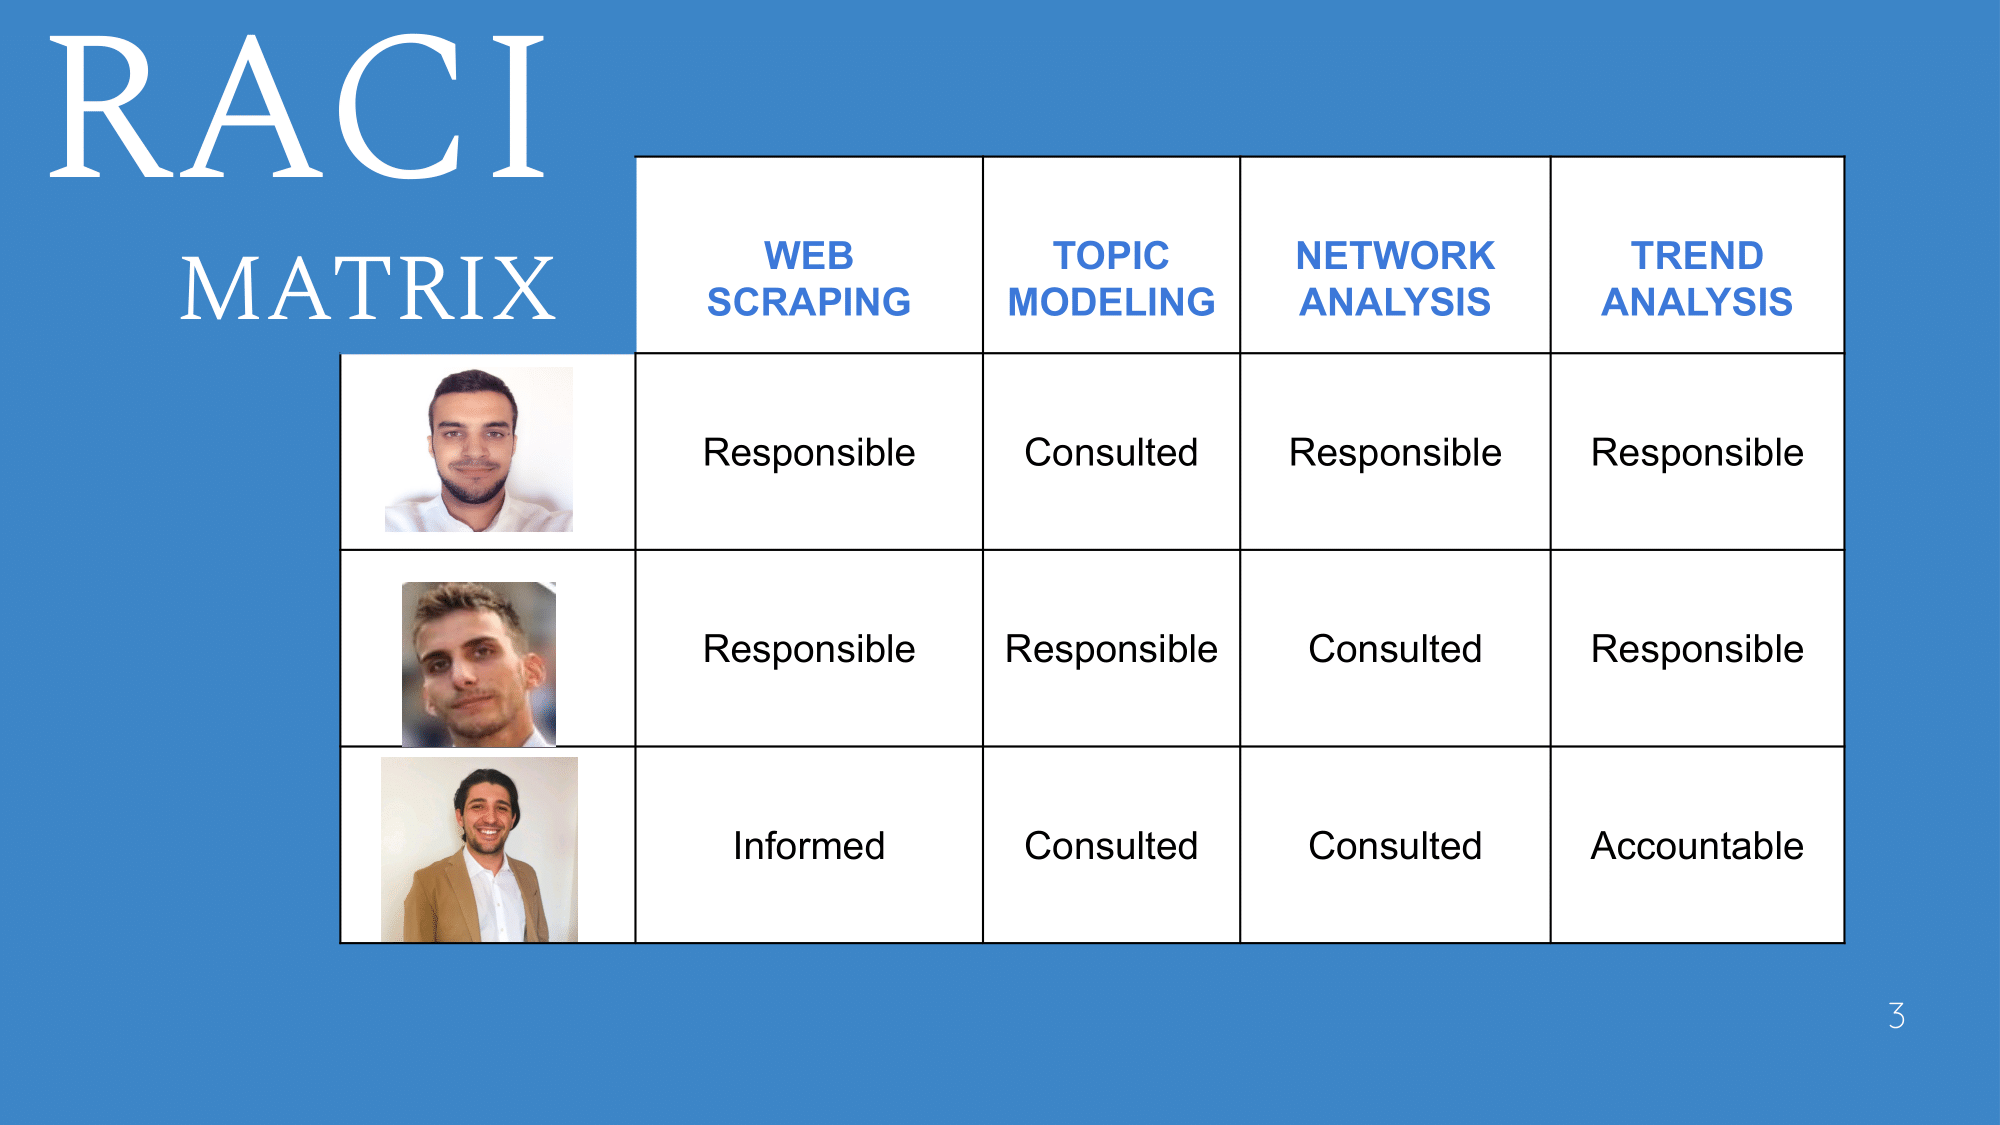 RACI
MATRIX
WEB
SCRAPING
TOPIC
MODELING
NETWORK
ANALYSIS
TREND
ANALYSIS
Responsible
Consulted
Responsible
Responsible
Responsible
Responsible
Consulted
Responsible
Informed
Consulted
Consulted
Accountable
3